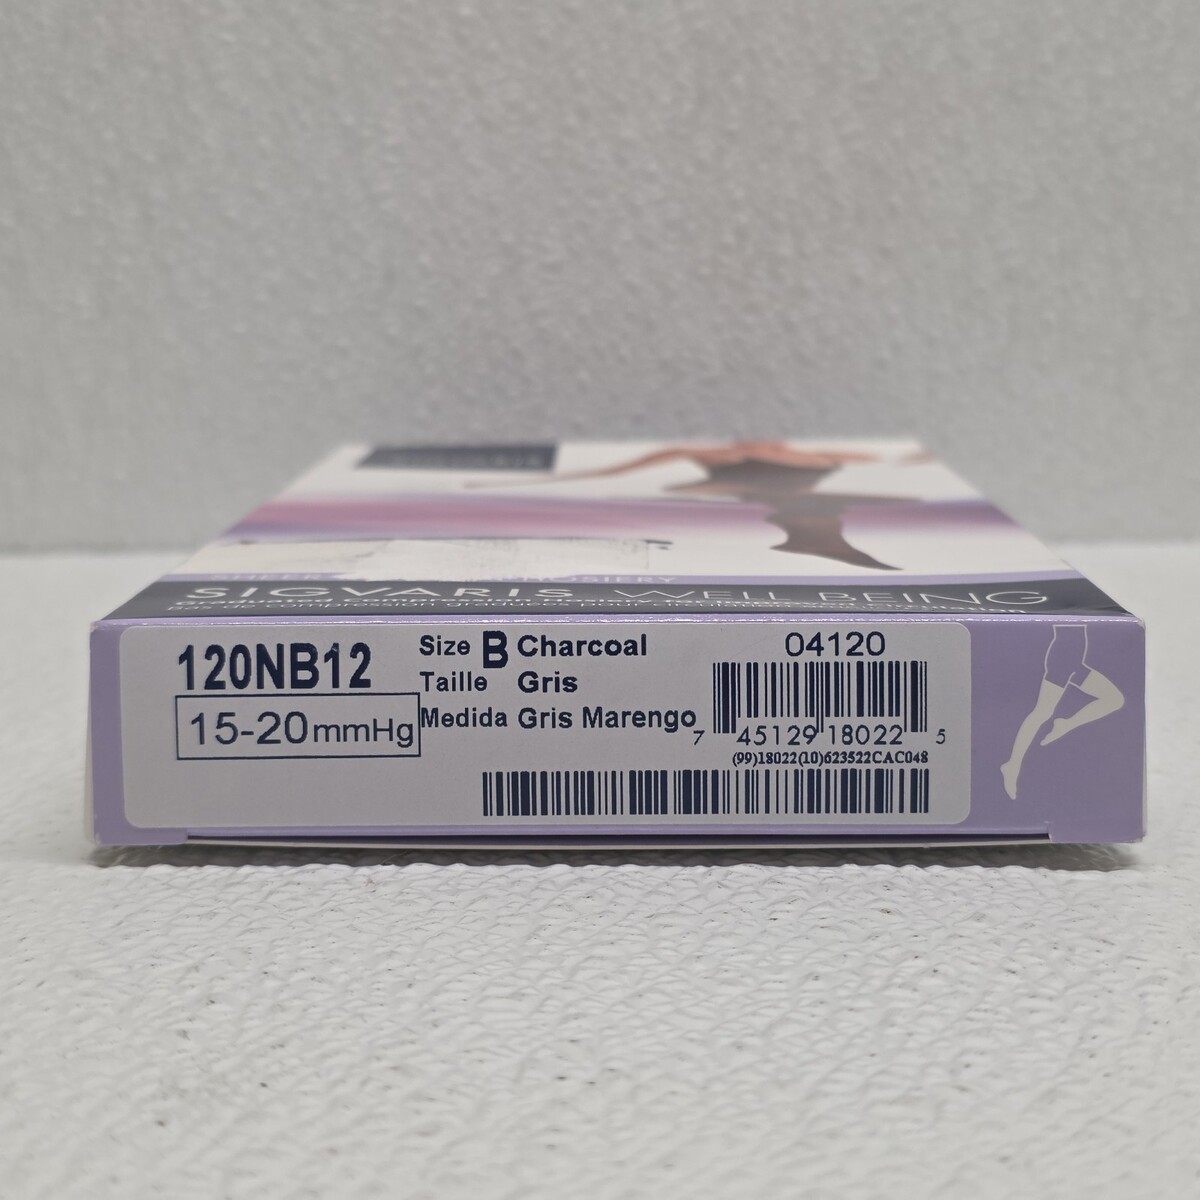 HOSIERY
SIGVARIS WELL BEING
120NB12
15-20mmHg
Size B Charcoal
Taille Gris
Medida Gris Marengo
04120
7 45129 18022 5
(99)18022(10)623522CAC048